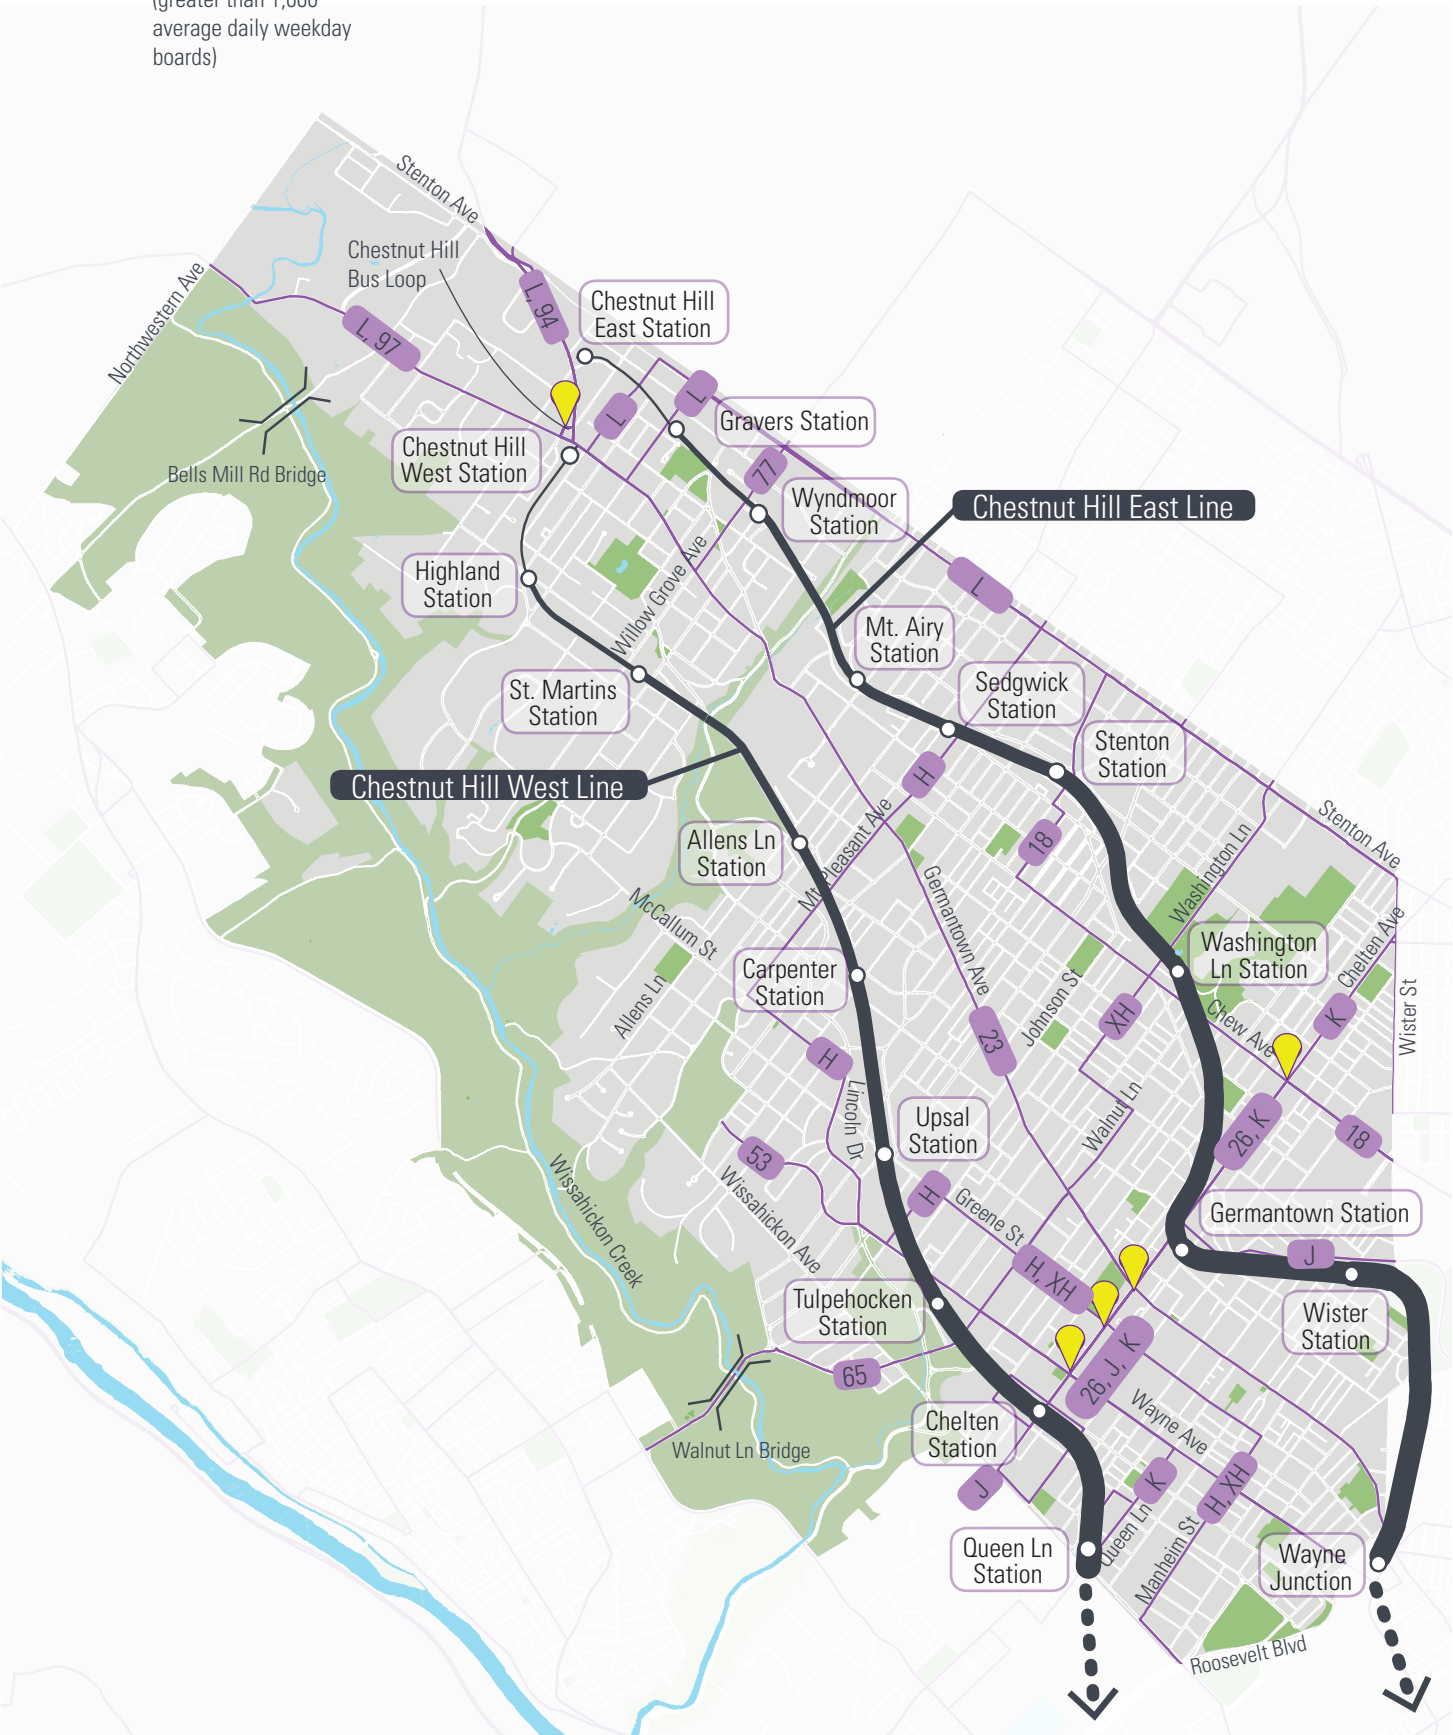 (greater than 1,000
average daily weekday
boards)
Stenton Ave
Northwestern Ave
Chestnut Hill
Bus Loop
L, 94
Chestnut Hill
East Station
L, 97
L
L
Gravers Station
Chestnut Hill
West Station
Bells Mill Rd Bridge
77
Wyndmoor
Station
Chestnut Hill East Line
Highland
Station
Willow Grove Ave
L
Mt. Airy
Station
St. Martins
Station
Sedgwick
Station
Stenton
Station
Chestnut Hill West Line
H
Stenton Ave
Allens Ln
Station
Mt Pleasant Ave
18
Washington Ln
Germantown Ave
McCallum St
Chelten Ave
Washington
Ln Station
Carpenter
Station
Allens Ln
Johnson St
XH
Chew Ave
K
Wister St
23
H
Lincoln Dr
Upsal
Station
Walnut Ln
26, K
18
53
Wissahickon Ave
Wissahickon Creek
H
Greene St
Germantown Station
H, XH
J
Tulpehocken
Station
Wister
Station
65
26, J, K
Wayne Ave
Chelten
Station
Walnut Ln Bridge
J
K
H, XH
Queen Ln
Manheim St
Queen Ln
Station
Wayne
Junction
Roosevelt Blvd